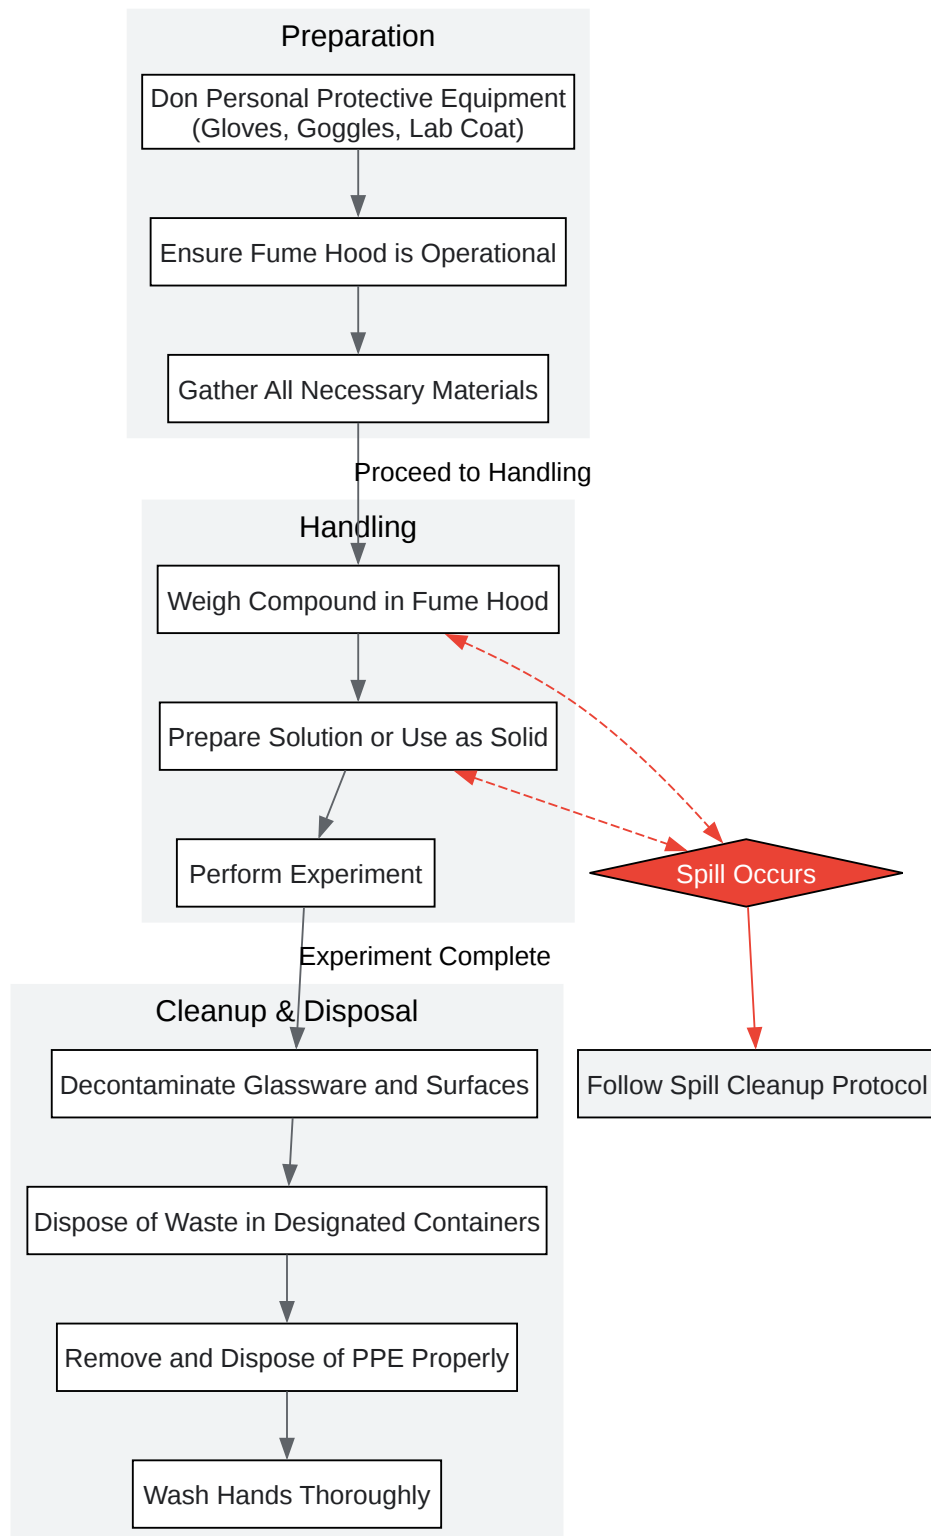 Preparation
Don Personal Protective Equipment
(Gloves, Goggles, Lab Coat)
Ensure Fume Hood is Operational
Gather All Necessary Materials
Proceed to Handling
Handling
Weigh Compound in Fume Hood
Prepare Solution or Use as Solid
Perform Experiment
Spill Occurs
Experiment Complete
Cleanup & Disposal
Decontaminate Glassware and Surfaces
Follow Spill Cleanup Protocol
Dispose of Waste in Designated Containers
Remove and Dispose of PPE Properly
Wash Hands Thoroughly